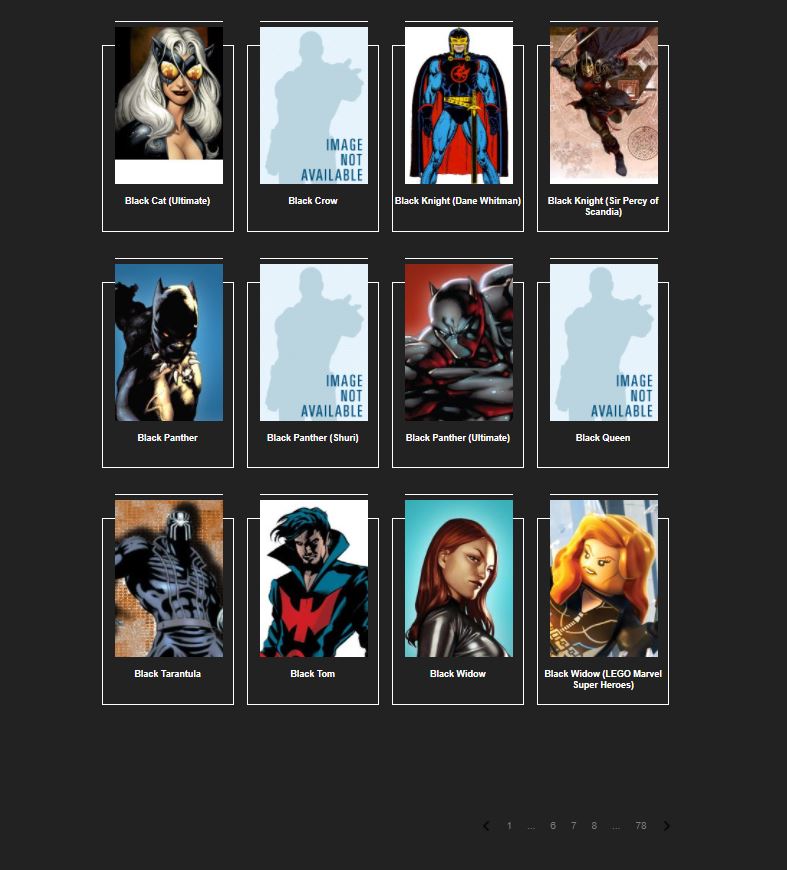 IMAGE
NOT
AVAILABLE
Black Cat (Ultimate)
Black Crow
Black Knight (Dane Whitman)
Black Knight (Sir Percy of
Scandia)
IMAGE
NOT
AVAILABLE
IMAGE
NOT
AVAILABLE
Black Panther
Black Panther (Shuri)
Black Panther (Ultimate)
Black Queen
Black Tarantula
Black Tom
Black Widow
Black Widow (LEGO Marvel
Super Heroes)
1 ... 6 7 8 ... 78